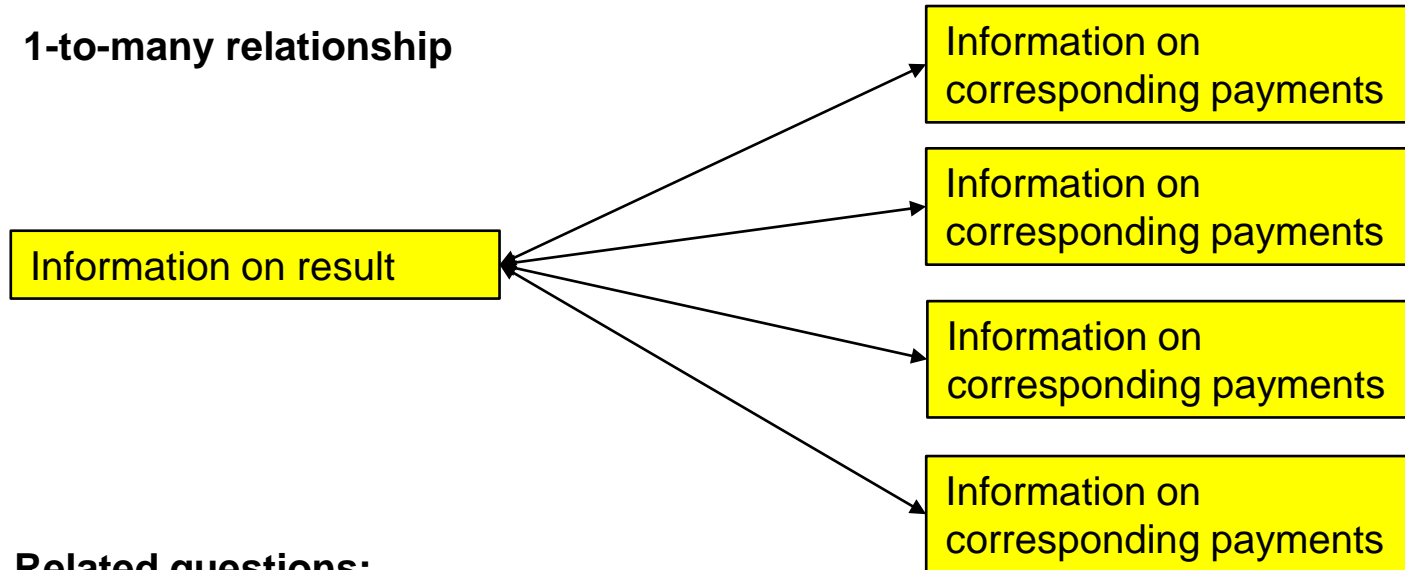 1-to-many relationship
Information on
corresponding payments
Information on
corresponding payments
Information on result
Information on
corresponding payments
Information on
corresponding payments
Related questions: